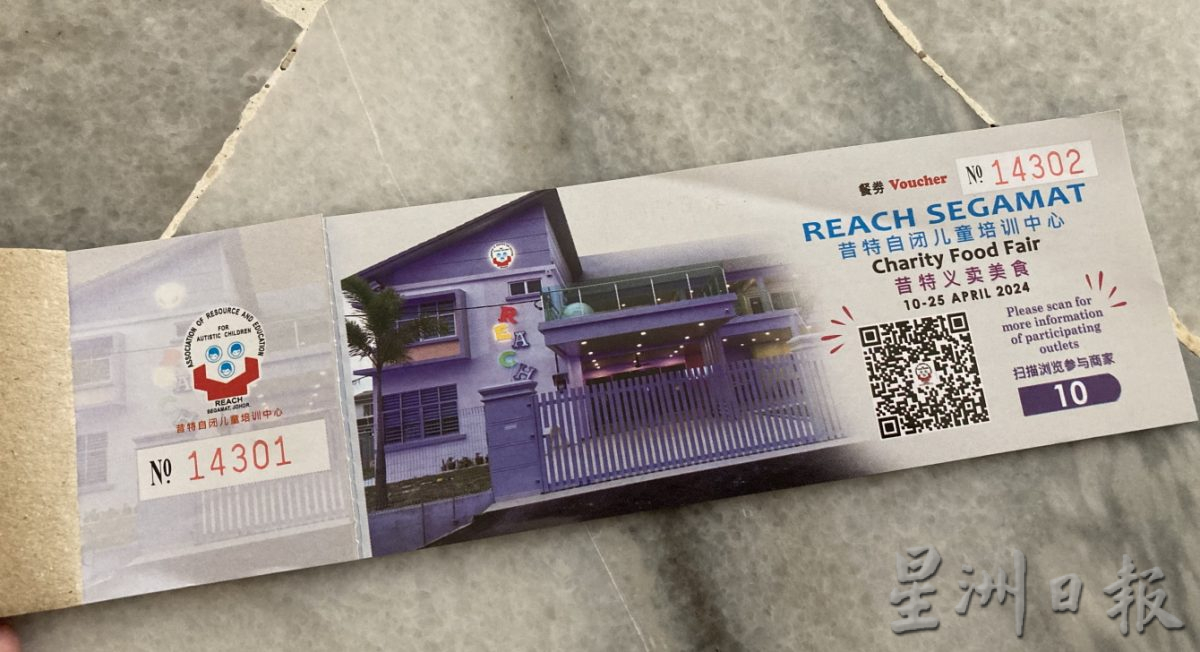 ASSOCIATION OF RESOURCE AND EDUCATION
FOR
AUTISTIC CHILDREN
REACH
SEGAMAT, JOHOR.
昔特自闭儿童培训中心
Nº 14301
REACH
餐券 Voucher Nº 14302
REACH SEGAMAT
昔特自闭儿童培训中心
Charity Food Fair
昔特义卖美食
10-25 APRIL 2024
Please scan for
more information
of participating
outlets
扫描浏览参与商家
10
星洲日报